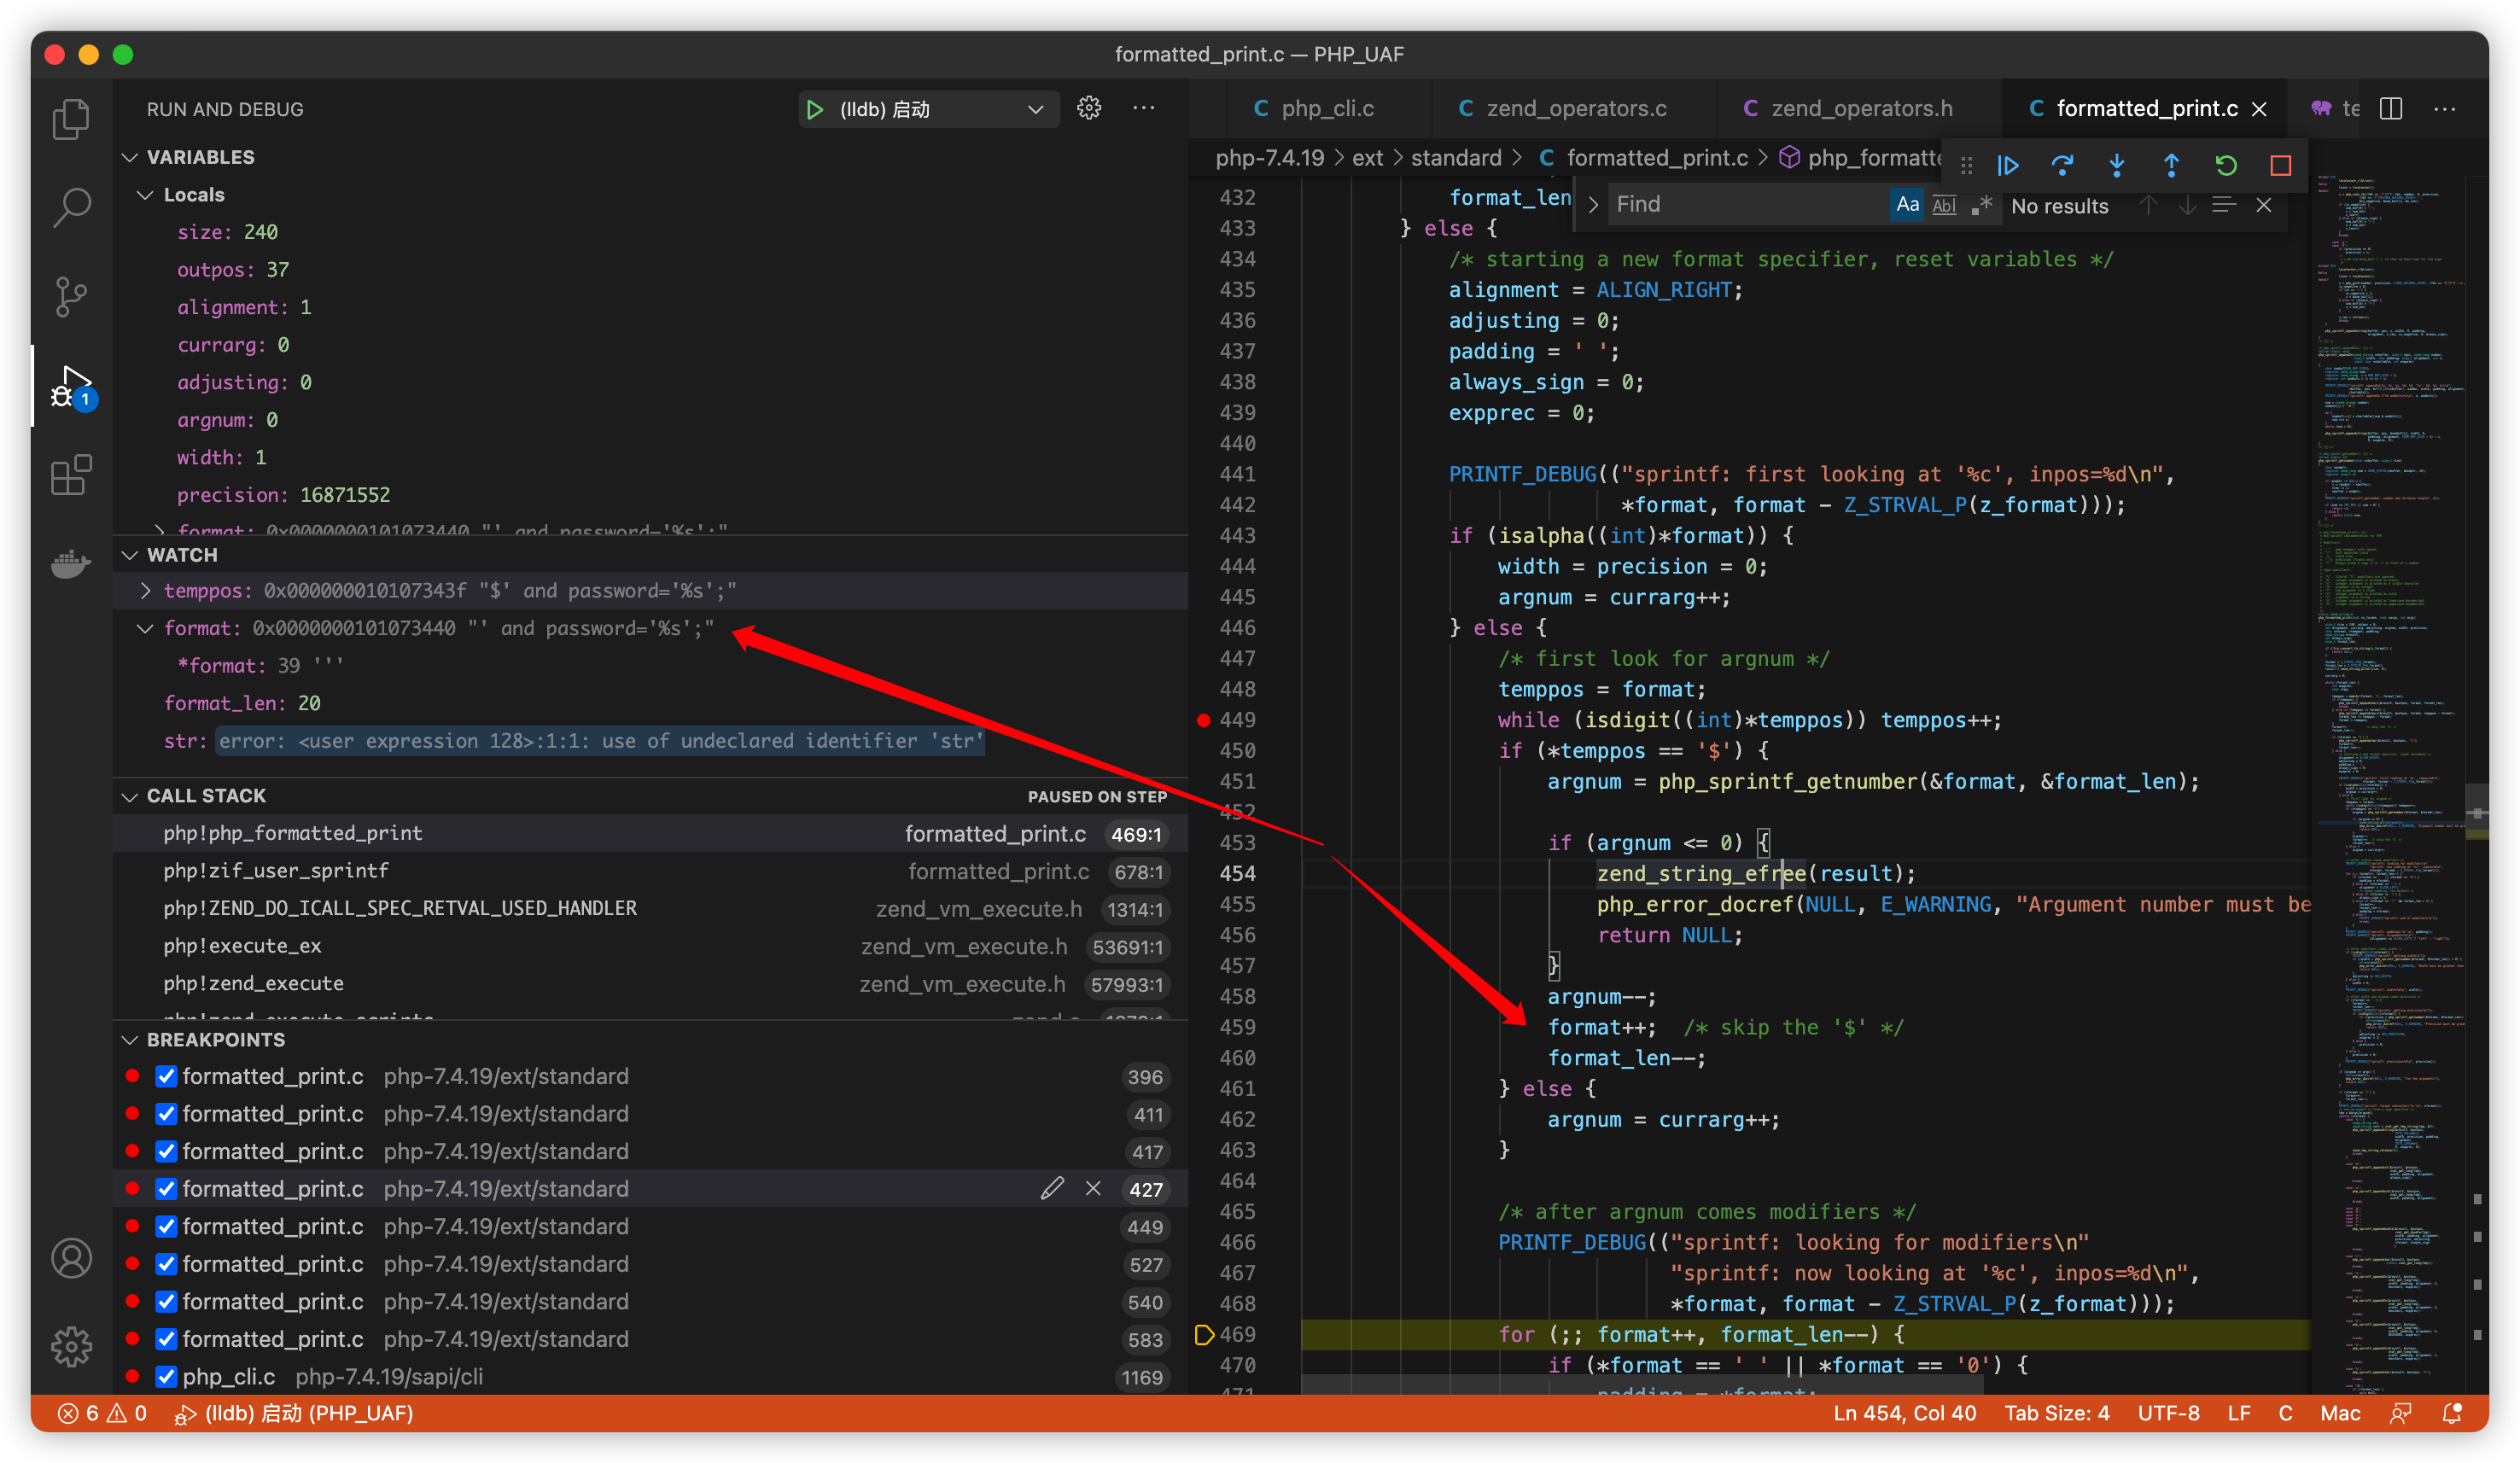 formatted_print.c — PHP_UAF
RUN AND DEBUG
(lldb) 启动
VARIABLES
Locals
size: 240
outpos: 37
alignment: 1
currarg: 0
adjusting: 0
argnum: 0
width: 1
precision: 16871552
format: 0x0000000101073440 "' and password='%s';"
WATCH
temppos: 0x000000010107343f "$' and password='%s';"
format: 0x0000000101073440 "' and password='%s';"
*format: 39 '''
format_len: 20
str: error: <user expression 128>:1:1: use of undeclared identifier 'str'
CALL STACK
PAUSED ON STEP
php!php_formatted_print formatted_print.c 469:1
php!zif_user_sprintf formatted_print.c 678:1
php!ZEND_DO_ICALL_SPEC_RETVAL_USED_HANDLER zend_vm_execute.h 1314:1
php!execute_ex zend_vm_execute.h 53691:1
php!zend_execute zend_vm_execute.h 57993:1
php!zend_execute_scripts
BREAKPOINTS
formatted_print.c php-7.4.19/ext/standard 396
formatted_print.c php-7.4.19/ext/standard 411
formatted_print.c php-7.4.19/ext/standard 417
formatted_print.c php-7.4.19/ext/standard 427
formatted_print.c php-7.4.19/ext/standard 449
formatted_print.c php-7.4.19/ext/standard 527
formatted_print.c php-7.4.19/ext/standard 540
formatted_print.c php-7.4.19/ext/standard 583
php_cli.c php-7.4.19/sapi/cli 1169
1
C php_cli.c C zend_operators.c C zend_operators.h C formatted_print.c te
php-7.4.19 > ext > standard > C formatted_print.c > php_formatte
Find Aa Abl .* No results
432 format_len
433 } else {
434 /* starting a new format specifier, reset variables */
435 alignment = ALIGN_RIGHT;
436 adjusting = 0;
437 padding = ' ';
438 always_sign = 0;
439 expprec = 0;
440
441 PRINTF_DEBUG(("sprintf: first looking at '%c', inpos=%d\n",
442 *format, format - Z_STRVAL_P(z_format)));
443 if (isalpha((int)*format)) {
444 width = precision = 0;
445 argnum = currarg++;
446 } else {
447 /* first look for argnum */
448 temppos = format;
449 while (isdigit((int)*temppos)) temppos++;
450 if (*temppos == '$') {
451 argnum = php_sprintf_getnumber(&format, &format_len);
452
453 if (argnum <= 0) {
454 zend_string_efree(result);
455 php_error_docref(NULL, E_WARNING, "Argument number must be
456 return NULL;
457 }
458 argnum--;
459 format++; /* skip the '$' */
460 format_len--;
461 } else {
462 argnum = currarg++;
463 }
464
465 /* after argnum comes modifiers */
466 PRINTF_DEBUG(("sprintf: looking for modifiers\n"
467 "sprintf: now looking at '%c', inpos=%d\n",
468 *format, format - Z_STRVAL_P(z_format)));
469 for (;; format++, format_len--) {
470 if (*format == ' ' || *format == '0') {
471 padding = *format;
6 0 (lldb) 启动 (PHP_UAF)
Ln 454, Col 40 Tab Size: 4 UTF-8 LF C Mac